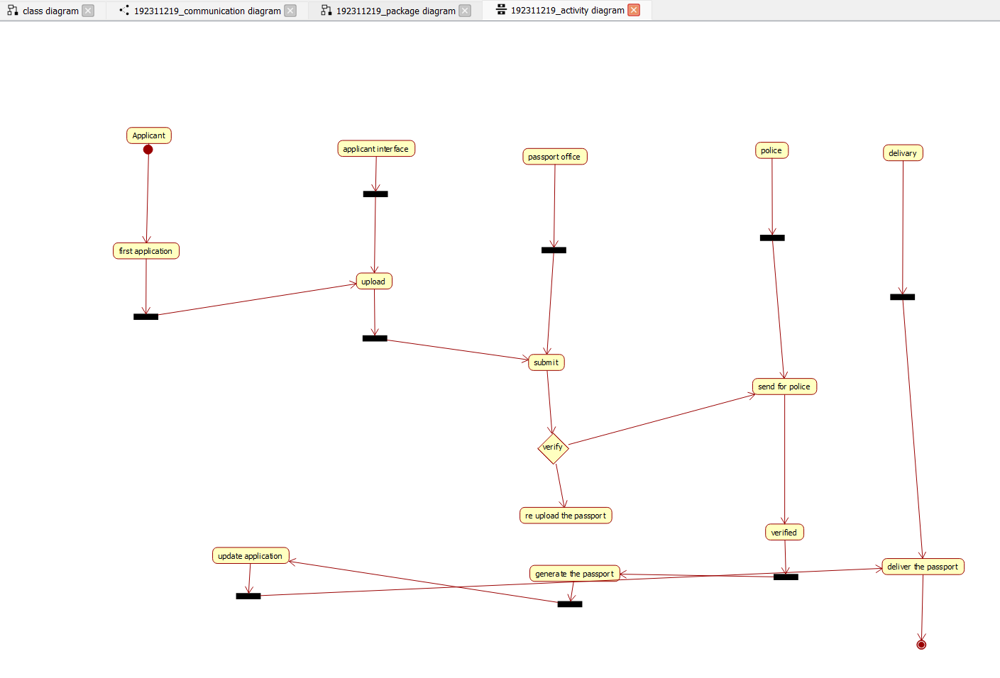 class diagram
192311219_communication diagram
192311219_package diagram
192311219_activity diagram
Applicant
applicant interface
passport office
police
delivary
first application
upload
submit
send for police
verify
re upload the passport
verified
update application
generate the passport
deliver the passport